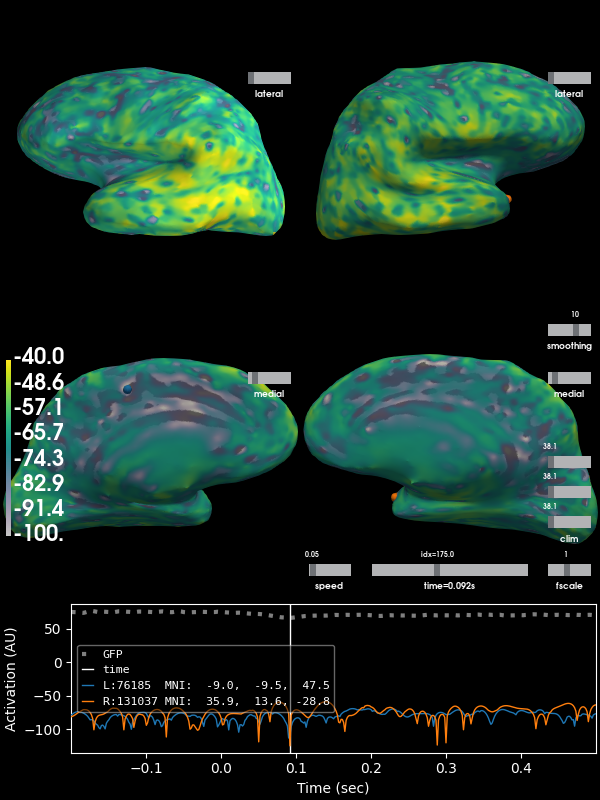 lateral
lateral
10
smoothing
medial
medial
-40.0
-48.6
-57.1
-65.7
-74.3
-82.9
-91.4
-100.
38.1
38.1
38.1
clim
0.05
idx=175.0
1
speed
time=0.092s
fscale
50
0
−50
−100
Activation (AU)
GFP
time
L:76185 MNI: -9.0, -9.5, 47.5
R:131037 MNI: 35.9, 13.6, -28.8
−0.1
0.0
0.1
0.2
0.3
0.4
Time (sec)